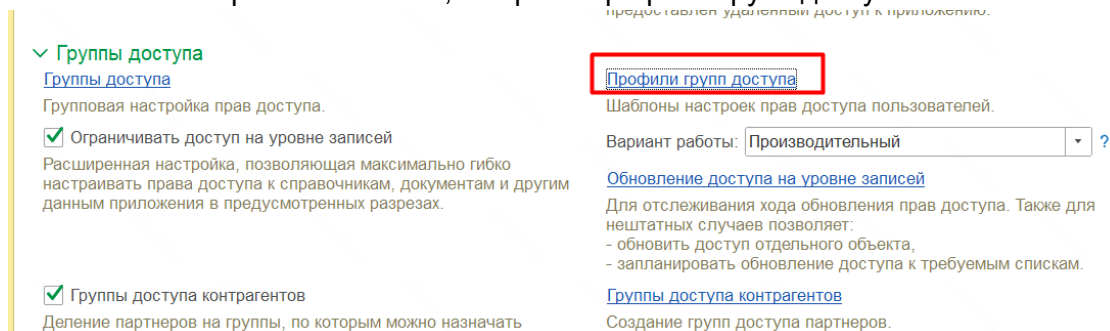 предоставлен удаленный доступ к приложению.
Группы доступа
Группы доступа
Групповая настройка прав доступа.
Ограничивать доступ на уровне записей
Расширенная настройка, позволяющая максимально гибко
настраивать права доступа к справочникам, документам и другим
данным приложения в предусмотренных разрезах.
Профили групп доступа
Шаблоны настроек прав доступа пользователей.
Вариант работы: Производительный ?
Обновление доступа на уровне записей
Для отслеживания хода обновления прав доступа. Также для
нештатных случаев позволяет:
- обновить доступ отдельного объекта,
- запланировать обновление доступа к требуемым спискам.
Группы доступа контрагентов
Деление партнеров на группы, по которым можно назначать
Группы доступа контрагентов
Создание групп доступа партнеров.